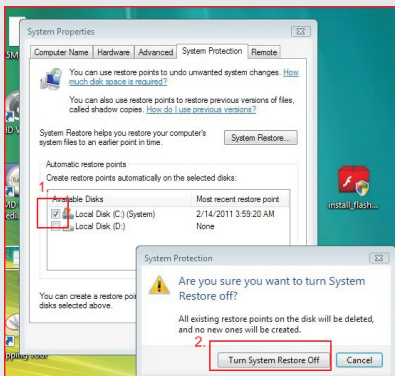 System Properties
Computer Name Hardware Advanced System Protection Remote
You can use restore points to undo unwanted system changes. How
much disk space is required?
You can also use restore points to restore previous versions of files,
called shadow copies. How do I use previous versions?
System Restore helps you restore your computer's
system files to an earlier point in time.
System Restore...
Automatic restore points
Create restore points automatically on the selected disks:
1.
Available Disks Most recent restore point
Local Disk (C:) (System) 2/14/2011 3:59:20 AM
Local Disk (D:) None
You can create a restore poi
disks selected above.
install_flash...
System Protection
Are you sure you want to turn System
Restore off?
All existing restore points on the disk will be deleted,
and no new ones will be created.
2.
Turn System Restore Off Cancel